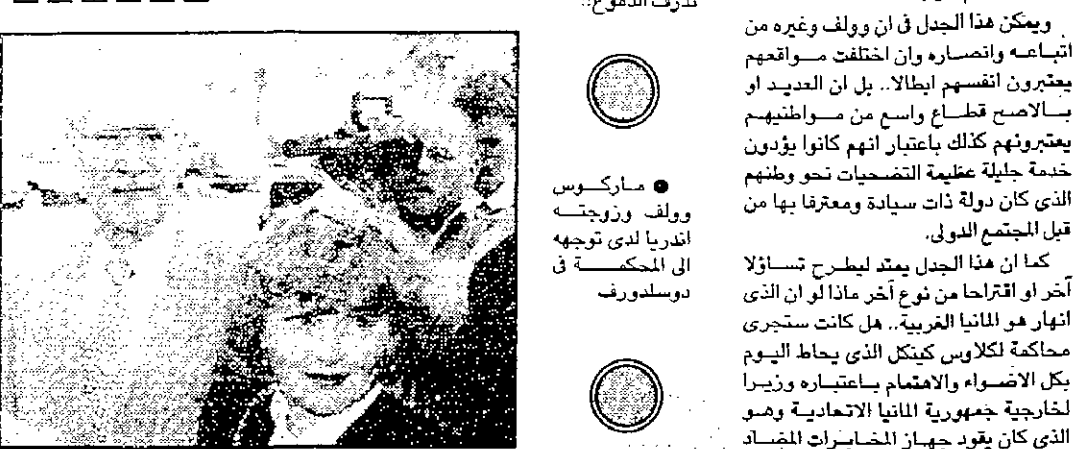 ويمكن هذا الجدل فى ان وولف وغيره من
اتباعه وانصاره وان اختلفت مواقعهم
يعتبرون انفسهم ابطالا.. بل ان العديد او
بالاصح قطاع واسع من مواطنيهم
يعتبرونهم كذلك باعتبار انهم كانوا يؤدون
خدمة جليلة عظيمة التضحيات نحو وطنهم
الذى كان دولة ذات سيادة ومعترفا بها من
قبل المجتمع الدولى.
كما ان هذا الجدل يمتد ليطرح تساؤلا
آخر او اقتراحا من نوع آخر ماذا لو ان الذى
انهار هو المانيا الغربية.. هل كانت ستجرى
محاكمة لكلاوس كينكل الذى يحاط اليوم
بكل الاضواء والاهتمام باعتباره وزيرا
لخارجية جمهورية المانيا الاتحادية وهو
الذى كان يقود جهاز المخابرات المضاد
تذرف الدموع..
● ماركوس
وولف وزوجته
اندريا لدى توجهه
الى المحكمة فى
دوسلدورف